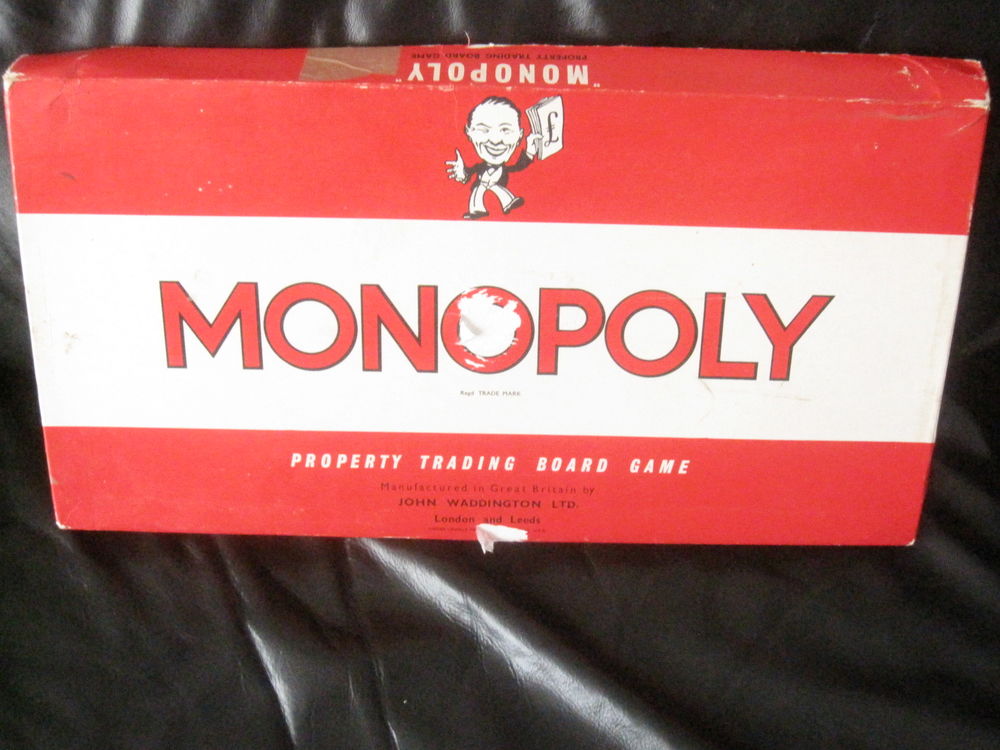 "MONOPOLY"
PROPERTY TRADING BOARD GAME
£
MONOPOLY
Regd TRADE MARK
PROPERTY TRADING BOARD GAME
Manufactured in Great Britain by
JOHN WADDINGTON LTD.
London and Leeds